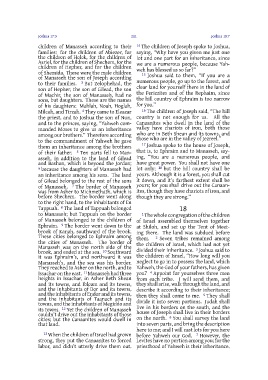 Joshua 17:3 201 Joshua 18:7
children of Manasseh according to their
families: for the children of Abiezer, for
the children of Helek, for the children of
Asriel, for the children of Shechem, for the
children of Hepher, and for the children
of Shemida. These were the male children
of Manasseh the son of Joseph according
to their families. 3 But Zelophehad, the
son of Hepher, the son of Gilead, the son
of Machir, the son of Manasseh, had no
sons, but daughters. These are the names
of his daughters: Mahlah, Noah, Hoglah,
Milcah, and Tirzah. 4 They came to Eleazar
the priest, and to Joshua the son of Nun,
and to the princes, saying, “Yahweh com-
manded Moses to give us an inheritance
among our brothers.” Therefore according
to the commandment of Yahweh he gave
them an inheritance among the brothers
of their father. 5 Ten parts fell to Manas-
seh, in addition to the land of Gilead
and Bashan, which is beyond the Jordan;
6 because the daughters of Manasseh had
an inheritance among his sons. The land
of Gilead belonged to the rest of the sons
of Manasseh. 7 The border of Manasseh
was from Asher to Michmethath, which is
before Shechem. The border went along
to the right hand, to the inhabitants of En
Tappuah. 8 The land of Tappuah belonged
to Manasseh; but Tappuah on the border
of Manasseh belonged to the children of
Ephraim. 9 The border went down to the
brook of Kanah, southward of the brook.
These cities belonged to Ephraim among
the cities of Manasseh. The border of
Manasseh was on the north side of the
brook, and ended at the sea. 10 Southward
it was Ephraim’s, and northward it was
Manasseh’s, and the sea was his border.
They reached to Asher on the north, and to
Issachar on the east. 11 Manasseh had three
heights in Issachar, in Asher Beth Shean
and its towns, and Ibleam and its towns,
and the inhabitants of Dor and its towns,
and the inhabitants of Endor and its towns,
and the inhabitants of Taanach and its
towns, and the inhabitants of Megiddo and
its towns. 12 Yet the children of Manasseh
couldn’t drive out the inhabitants of those
cities; but the Canaanites would dwell in
that land.
13 When the children of Israel had grown
strong, they put the Canaanites to forced
labor, and didn’t utterly drive them out.
14 The children of Joseph spoke to Joshua,
saying, “Why have you given me just one
lot and one part for an inheritance, since
we are a numerous people, because Yah-
weh has blessed us so far?”
15 Joshua said to them, “If you are a
numerous people, go up to the forest, and
clear land for yourself there in the land of
the Perizzites and of the Rephaim, since
the hill country of Ephraim is too narrow
for you.”
16 The children of Joseph said, “The hill
country is not enough for us. All the
Canaanites who dwell in the land of the
valley have chariots of iron, both those
who are in Beth Shean and its towns, and
those who are in the valley of Jezreel.”
17 Joshua spoke to the house of Joseph,
that is, to Ephraim and to Manasseh, say-
ing, “You are a numerous people, and
have great power. You shall not have one
lot only; 18 but the hill country shall be
yours. Although it is a forest, you shall cut
it down, and it’s farthest extent shall be
yours; for you shall drive out the Canaan-
ites, though they have chariots of iron, and
though they are strong.”
18
1 The whole congregation of the children
of Israel assembled themselves together
at Shiloh, and set up the Tent of Meet-
ing there. The land was subdued before
them. 2 Seven tribes remained among
the children of Israel, which had not yet
divided their inheritance. 3 Joshua said to
the children of Israel, “How long will you
neglect to go in to possess the land, which
Yahweh, the God of your fathers, has given
you? 4 Appoint for yourselves three men
from each tribe. I will send them, and
they shall arise, walk through the land, and
describe it according to their inheritance;
then they shall come to me. 5 They shall
divide it into seven portions. Judah shall
live in his borders on the south, and the
house of Joseph shall live in their borders
on the north. 6 You shall survey the land
into seven parts, and bring the description
here to me; and I will cast lots for you here
before Yahweh our God. 7 However, the
Levites have no portion among you; for the
priesthood of Yahweh is their inheritance.